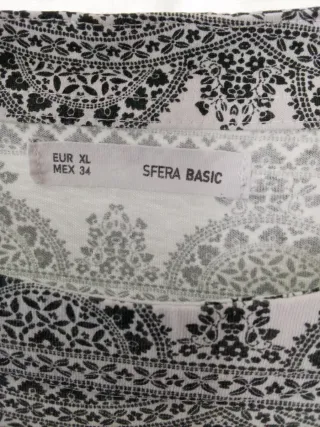 EUR XL
MEX 34
SFERA BASIC